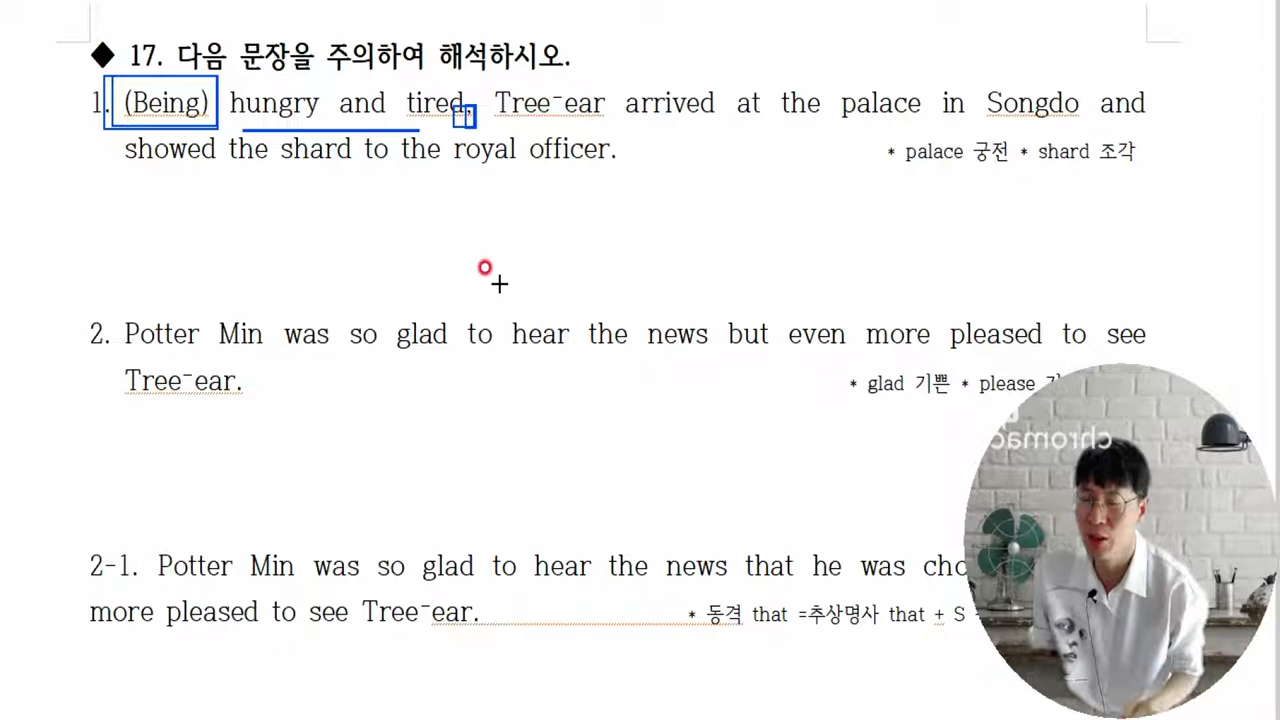 ◆ 17. 다음 문장을 주의하여 해석하시오.
1. (Being) hungry and tired, Tree-ear arrived at the palace in Songdo and
showed the shard to the royal officer. * palace 궁전 * shard 조각
2. Potter Min was so glad to hear the news but even more pleased to see
Tree-ear. * glad 기쁜 * please
2-1. Potter Min was so glad to hear the news that he was
more pleased to see Tree-ear. * 동격 that =추상명사 that + S